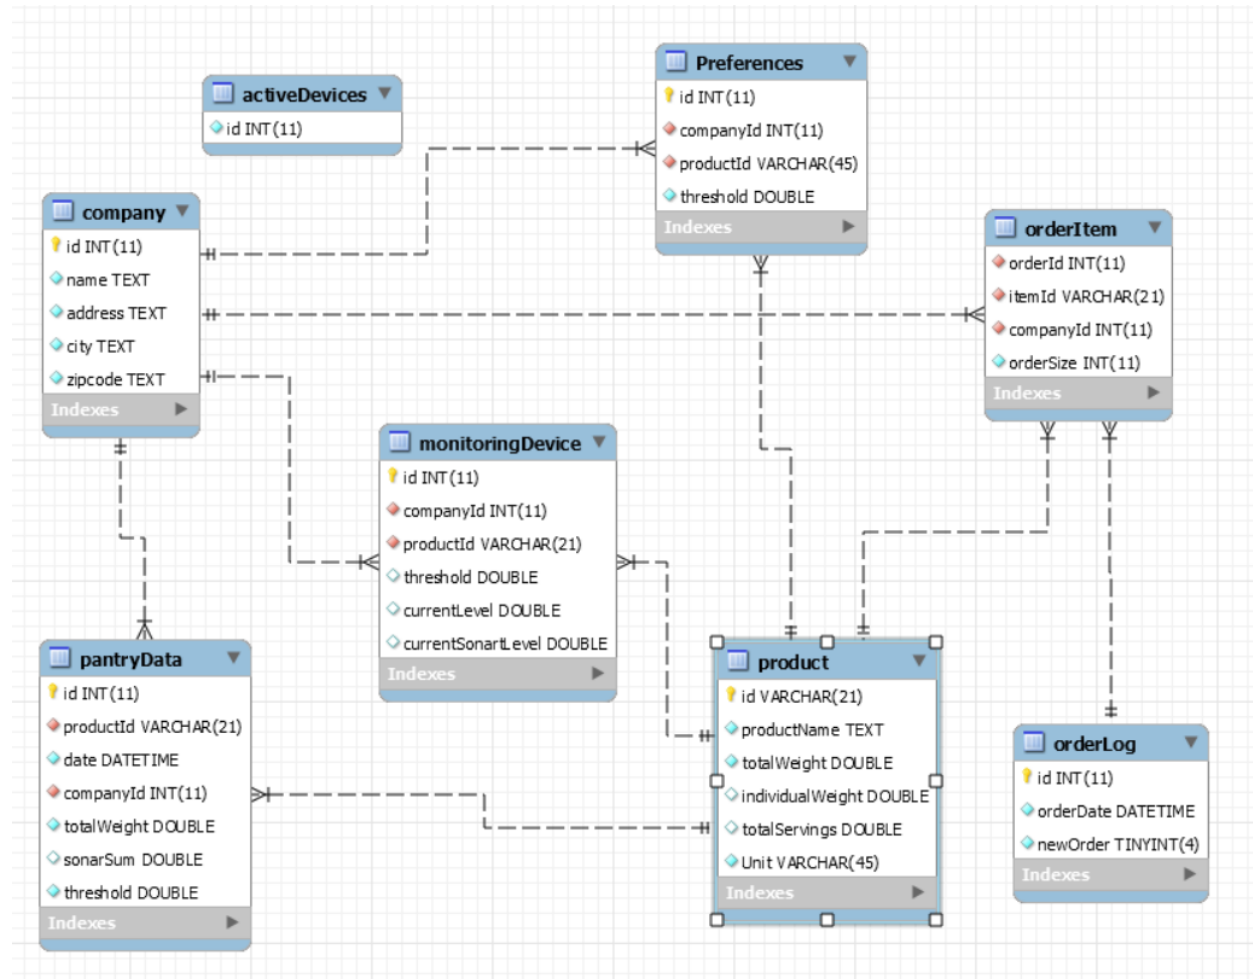 activeDevices
id INT(11)
Preferences
id INT(11)
companyId INT(11)
productId VARCHAR(45)
threshold DOUBLE
Indexes
company
id INT(11)
name TEXT
address TEXT
city TEXT
zipcode TEXT
Indexes
orderItem
orderId INT(11)
itemId VARCHAR(21)
companyId INT(11)
orderSize INT(11)
Indexes
monitoringDevice
id INT(11)
companyId INT(11)
productId VARCHAR(21)
threshold DOUBLE
currentLevel DOUBLE
currentSonartLevel DOUBLE
Indexes
pantryData
id INT(11)
productId VARCHAR(21)
date DATETIME
companyId INT(11)
totalWeight DOUBLE
sonarSum DOUBLE
threshold DOUBLE
Indexes
product
id VARCHAR(21)
productName TEXT
totalWeight DOUBLE
individualWeight DOUBLE
totalServings DOUBLE
Unit VARCHAR(45)
Indexes
orderLog
id INT(11)
orderDate DATETIME
newOrder TINYINT(4)
Indexes